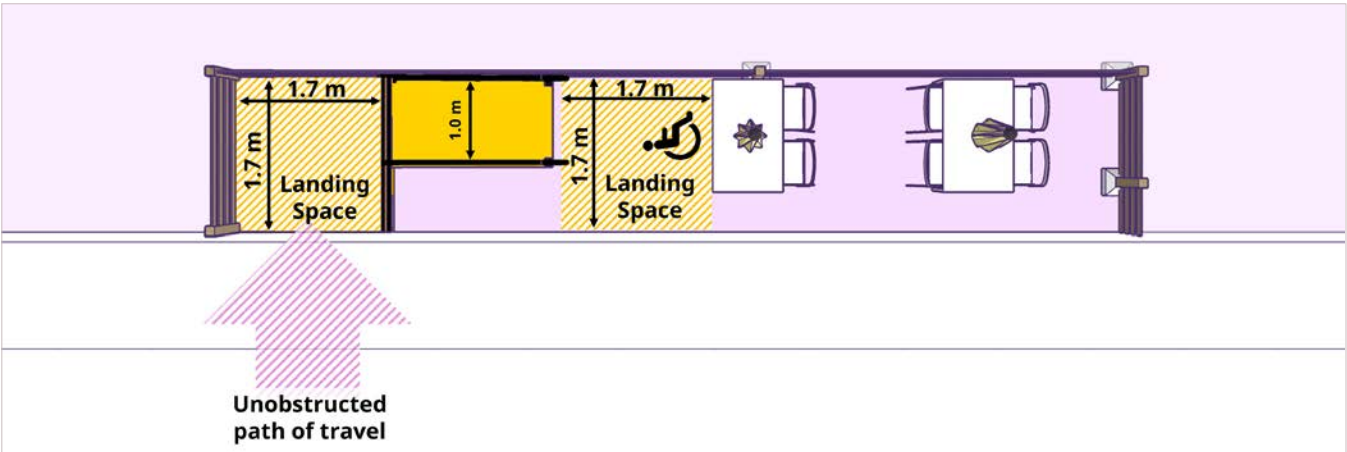 1.7 m
1.7 m
Landing
Space
1.0 m
1.7 m
1.7 m
Landing
Space
Unobstructed
path of travel